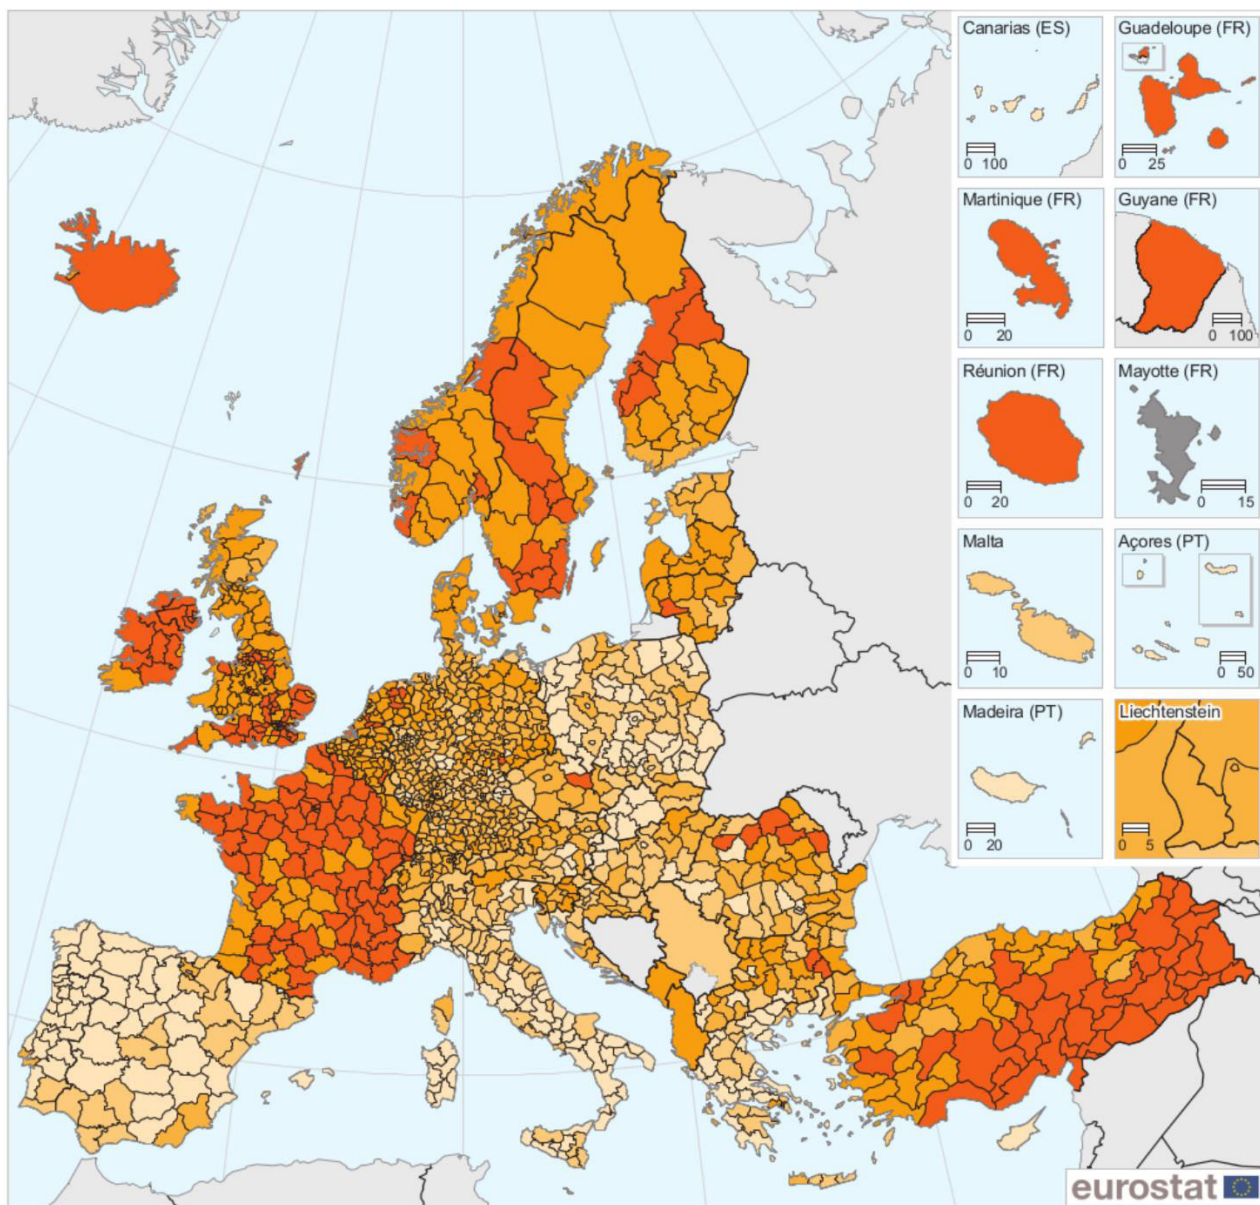 Canarias (ES)
0 100
Guadeloupe (FR)
0 25
Martinique (FR)
0 20
Guyane (FR)
0 100
Réunion (FR)
0 20
Mayotte (FR)
0 15
Malta
0 10
Açores (PT)
0 50
Madeira (PT)
0 20
Liechtenstein
0 5
eurostat